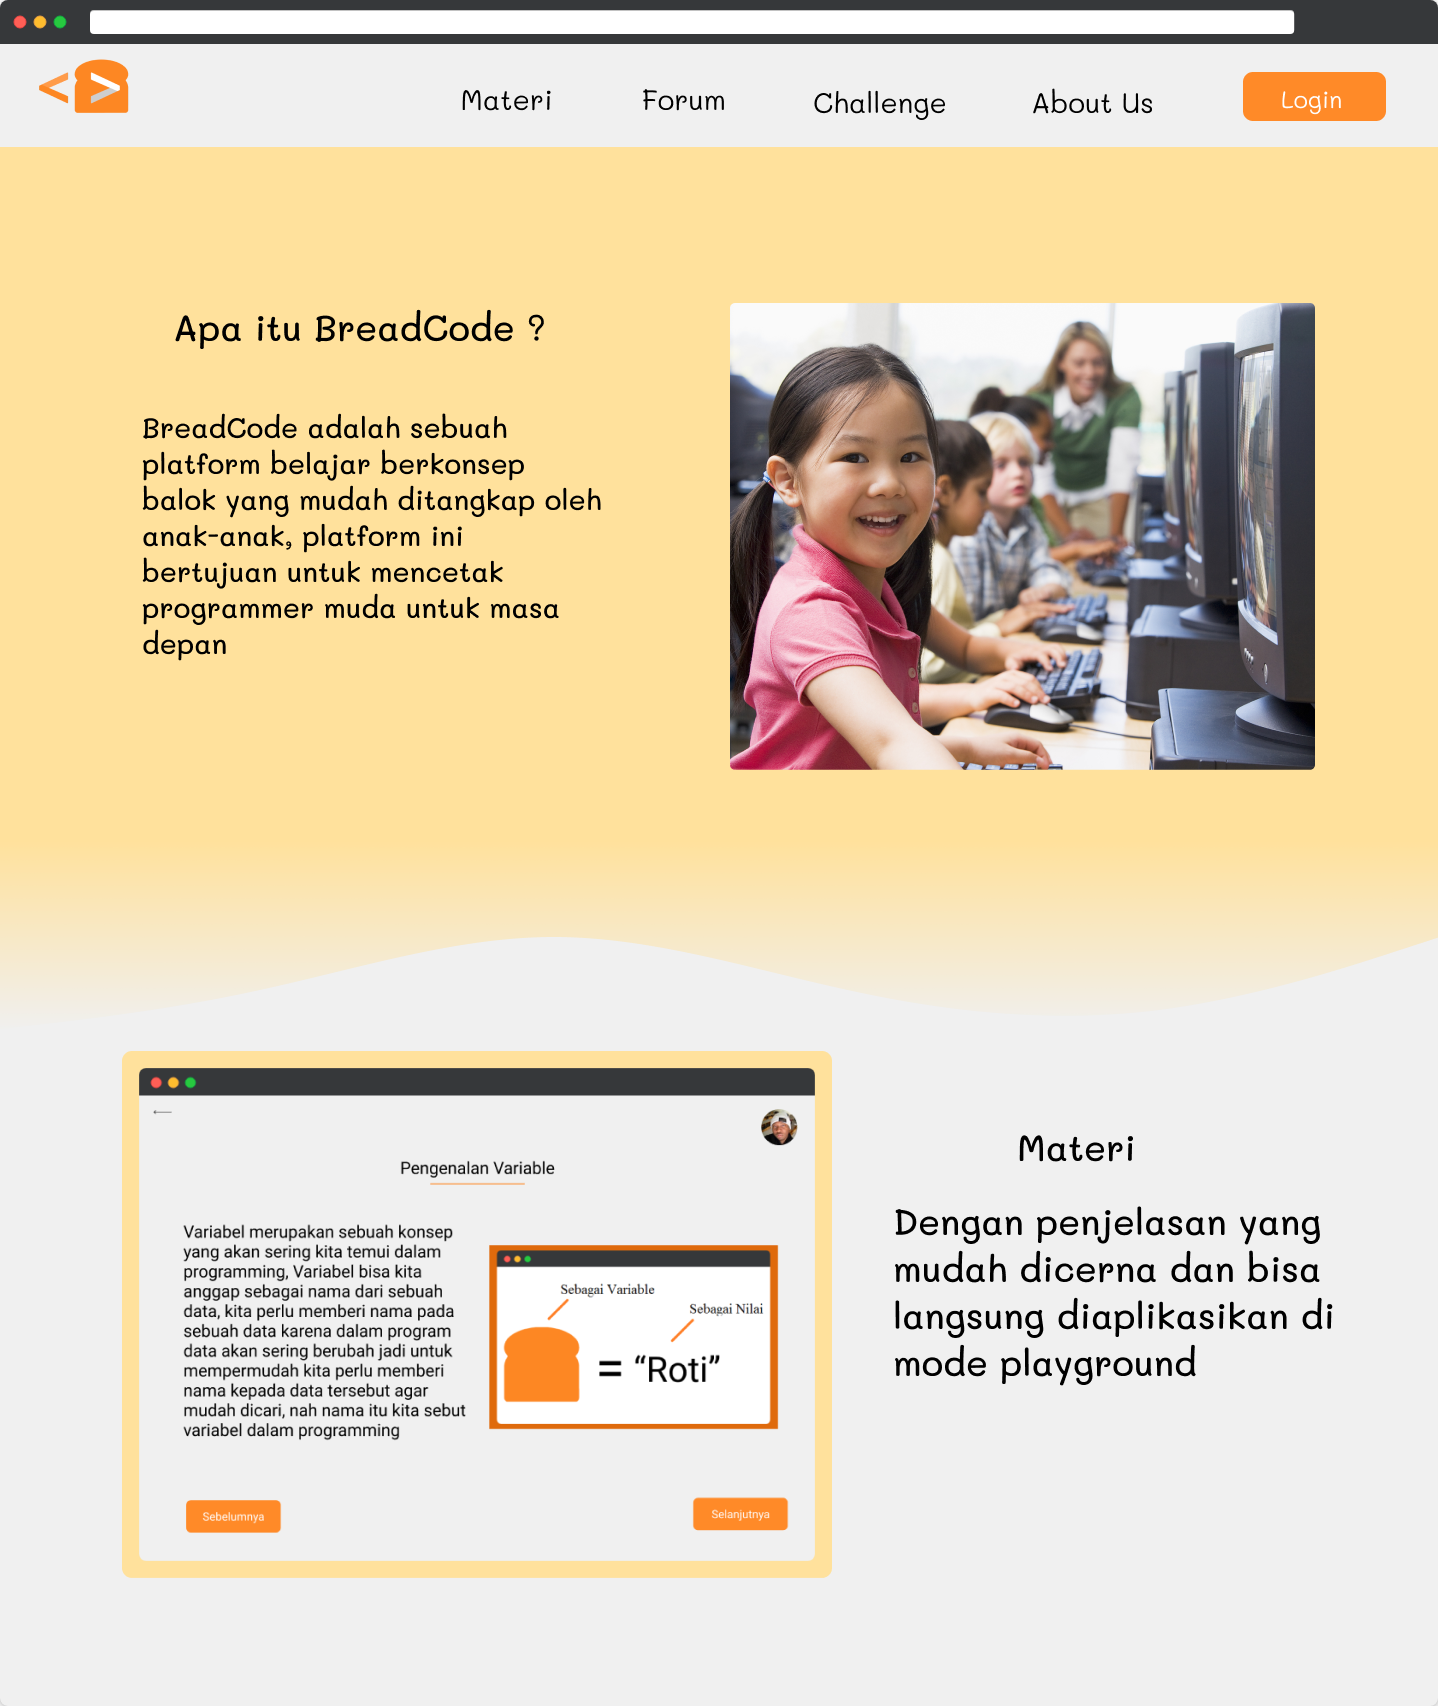 Materi
Forum
Challenge
About Us
Login
Apa itu BreadCode ?
BreadCode adalah sebuah
platform belajar berkonsep
balok yang mudah ditangkap oleh
anak-anak, platform ini
bertujuan untuk mencetak
programmer muda untuk masa
depan
Pengenalan Variable
Variabel merupakan sebuah konsep
yang akan sering kita temui dalam
programming, Variabel bisa kita
anggap sebagai nama dari sebuah
data, kita perlu memberi nama pada
sebuah data karena dalam program
data akan sering berubah jadi untuk
mempermudah kita perlu memberi
nama kepada data tersebut agar
mudah dicari, nah nama itu kita sebut
variabel dalam programming
Sebagai Variable
Sebagai Nilai
= “Roti”
Sebelumnya
Selanjutnya
Materi
Dengan penjelasan yang
mudah dicerna dan bisa
langsung diaplikasikan di
mode playground